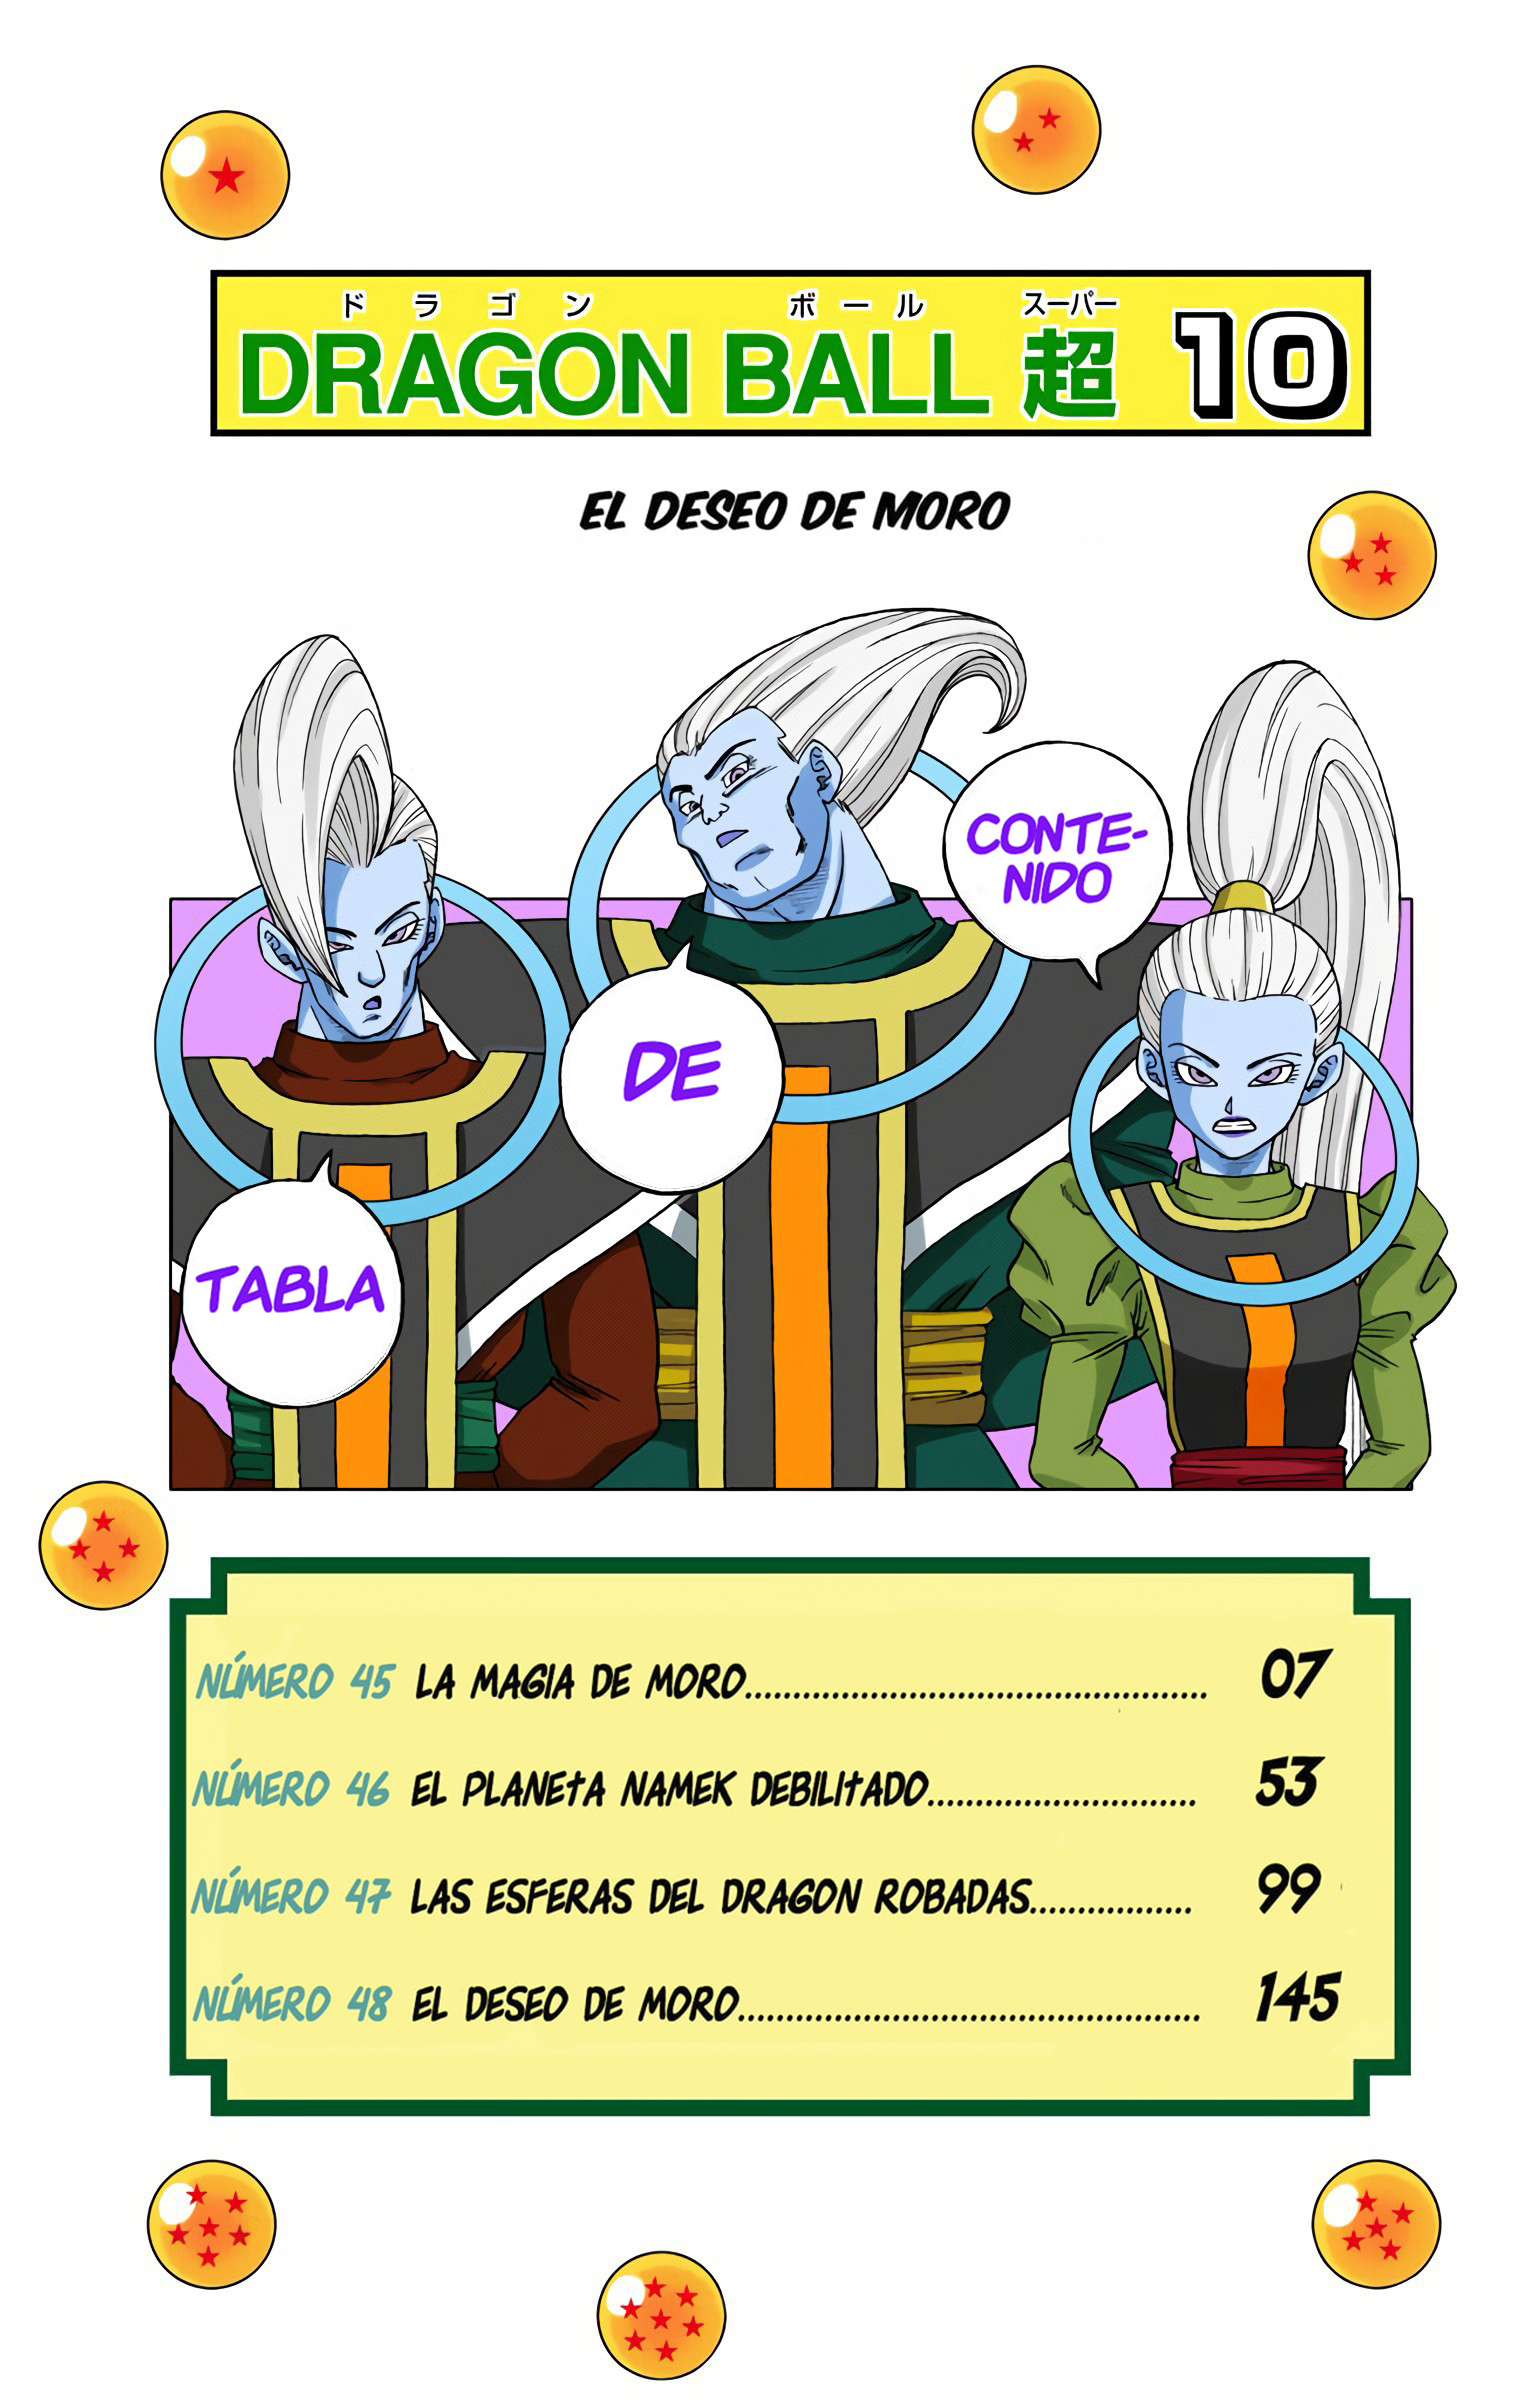 ドラゴン ボール スーパー
DRAGON BALL 超 10
EL DESEO DE MORO
TABLA
DE
CONTE-
NIDO
NÚMERO 45 LA MAGIA DE MORO................................................ 07
NÚMERO 46 EL PLANETA NAMEK DEBILITADO............................ 53
NÚMERO 47 LAS ESFERAS DEL DRAGON ROBADAS................. 99
NÚMERO 48 EL DESEO DE MORO................................................ 145